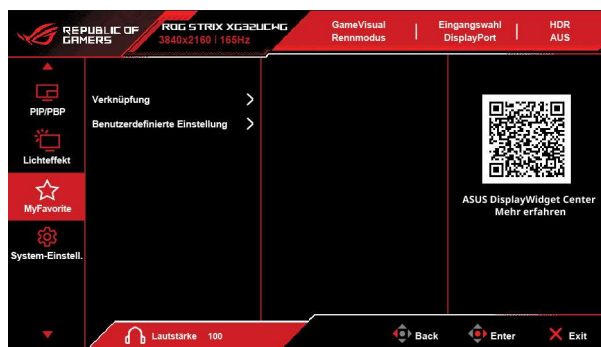 REPUBLIC OF
GAMERS
ROG STRIX XG32UCWG
3840x2160 | 165Hz
GameVisual
Rennmodus
Eingangswahl
DisplayPort
HDR
AUS
PIP/PBP
Lichteffekt
MyFavorite
System-Einstell.
Verknüpfung
Benutzerdefinierte Einstellung
ASUS DisplayWidget Center
Mehr erfahren
Lautstärke 100
Back
Enter
Exit